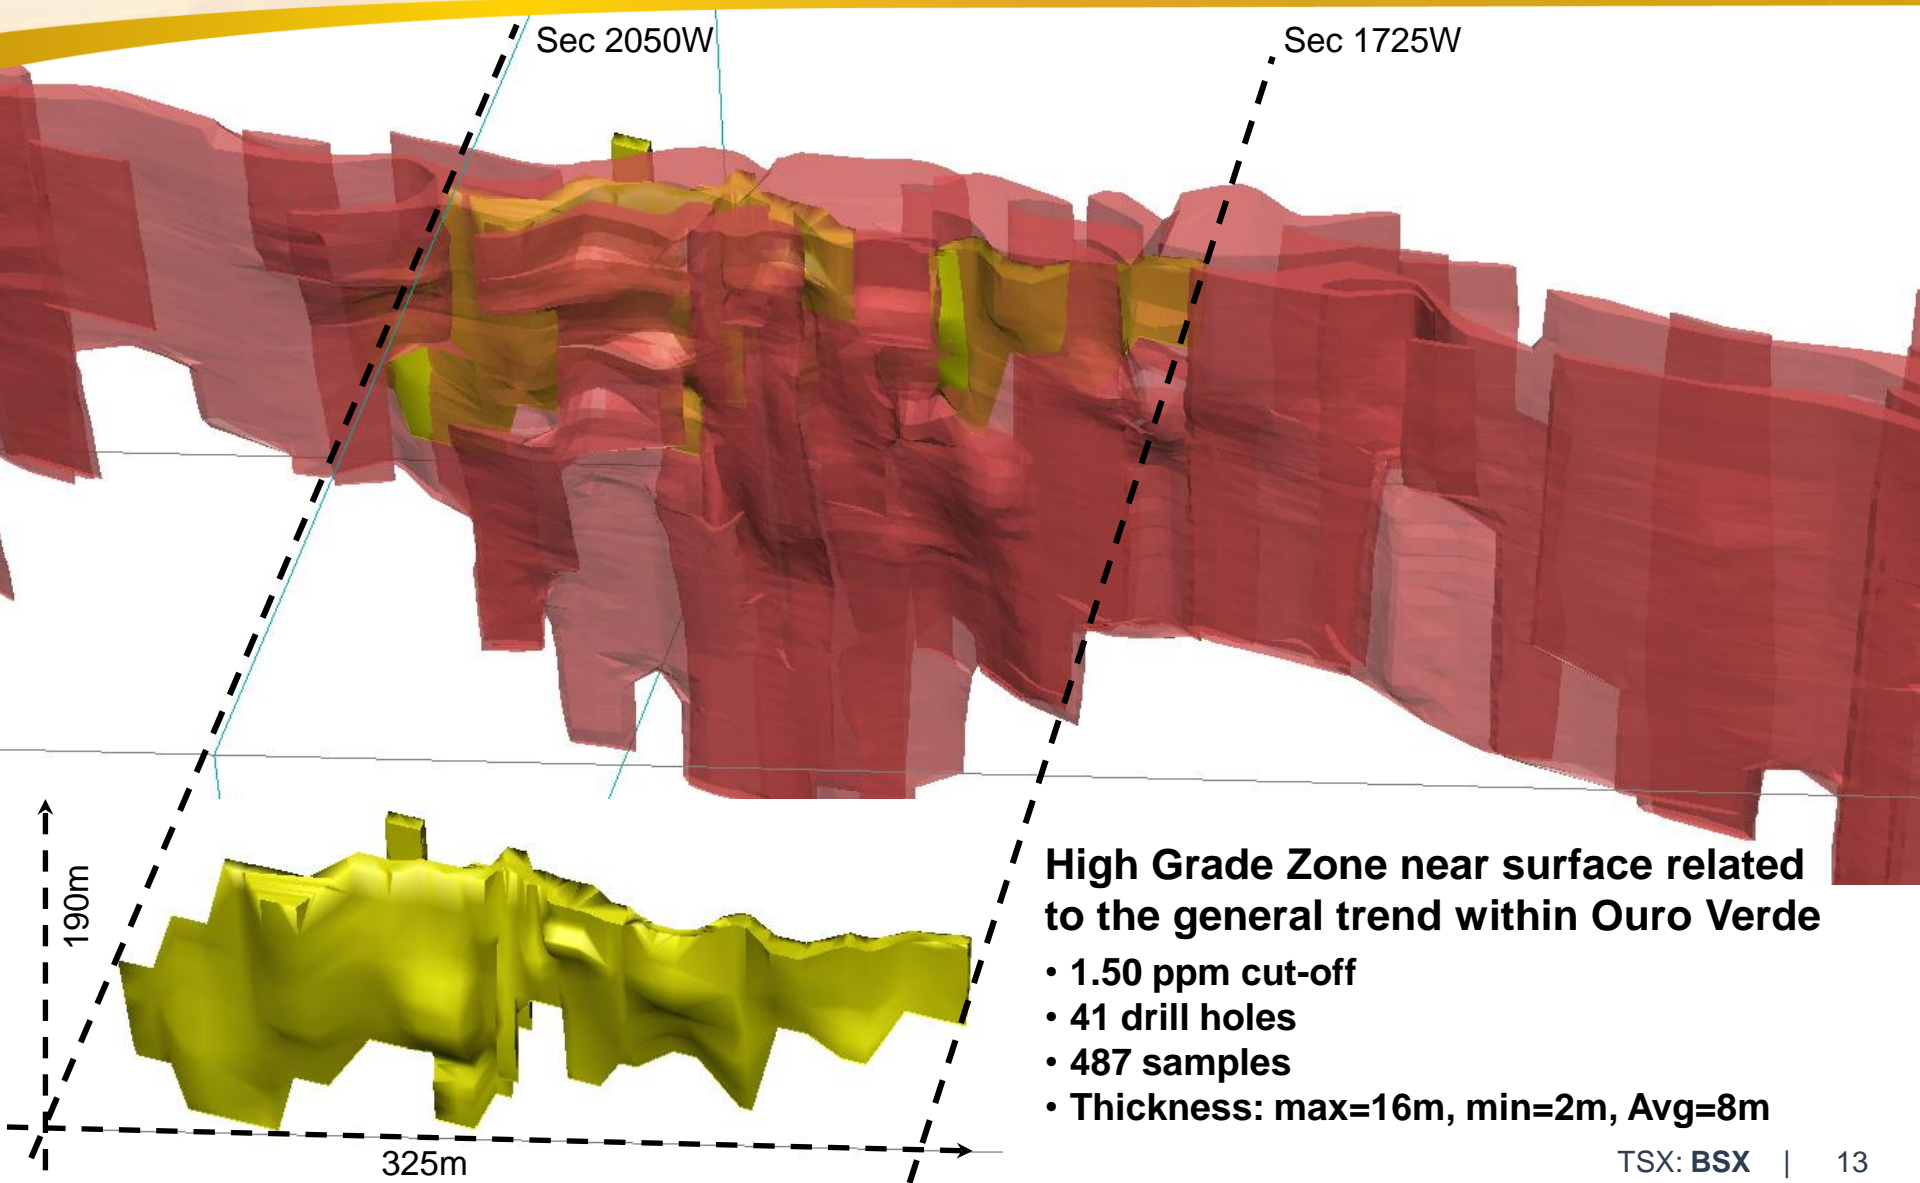 Sec 2050W
Sec 1725W
190m
325m
High Grade Zone near surface related
to the general trend within Ouro Verde
• 1.50 ppm cut-off
• 41 drill holes
• 487 samples
• Thickness: max=16m, min=2m, Avg=8m
TSX: BSX | 13